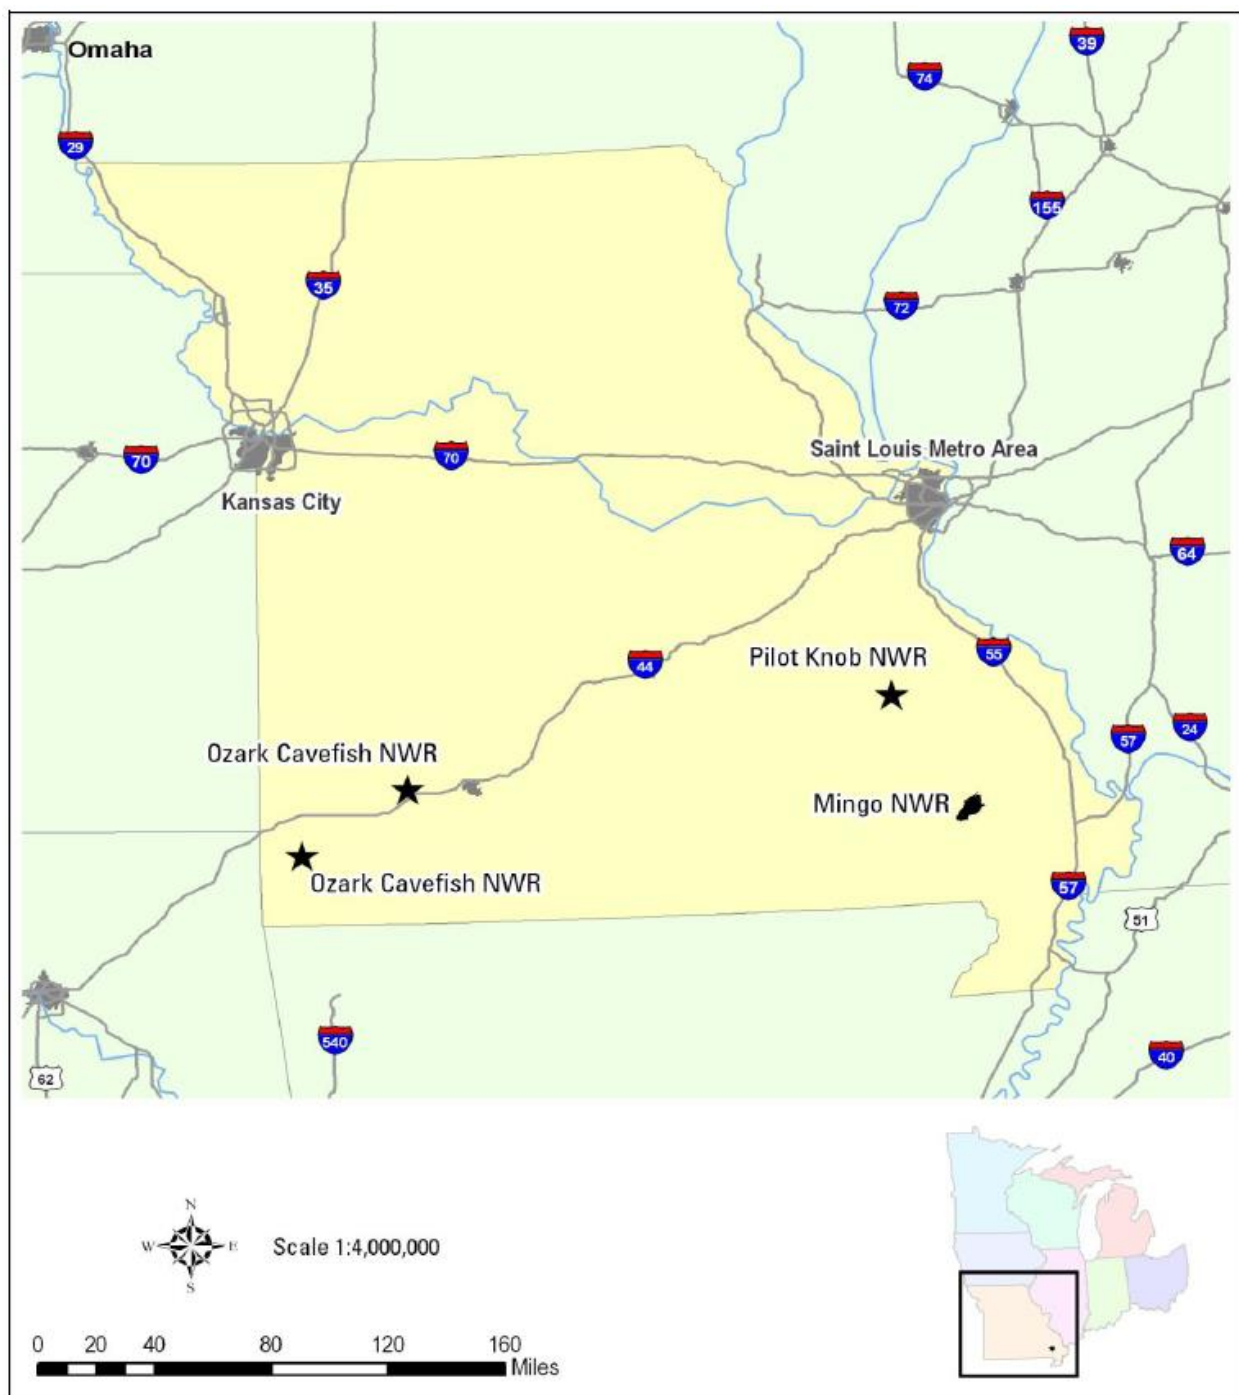 Omaha
39
74
29
155
35
72
Saint Louis Metro Area
70
70
Kansas City
64
44
Pilot Knob NWR
55
24
57
Ozark Cavefish NWR
Mingo NWR
Ozark Cavefish NWR
57
51
540
40
62
N
W E
S
Scale 1:4,000,000
0 20 40 80 120 160
Miles